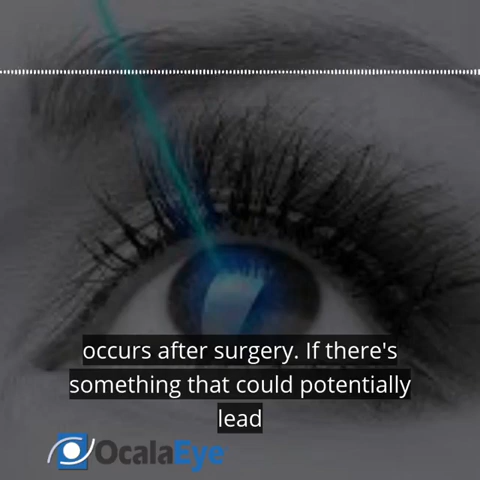 occurs after surgery. If there's
something that could potentially
lead
OcalaEye